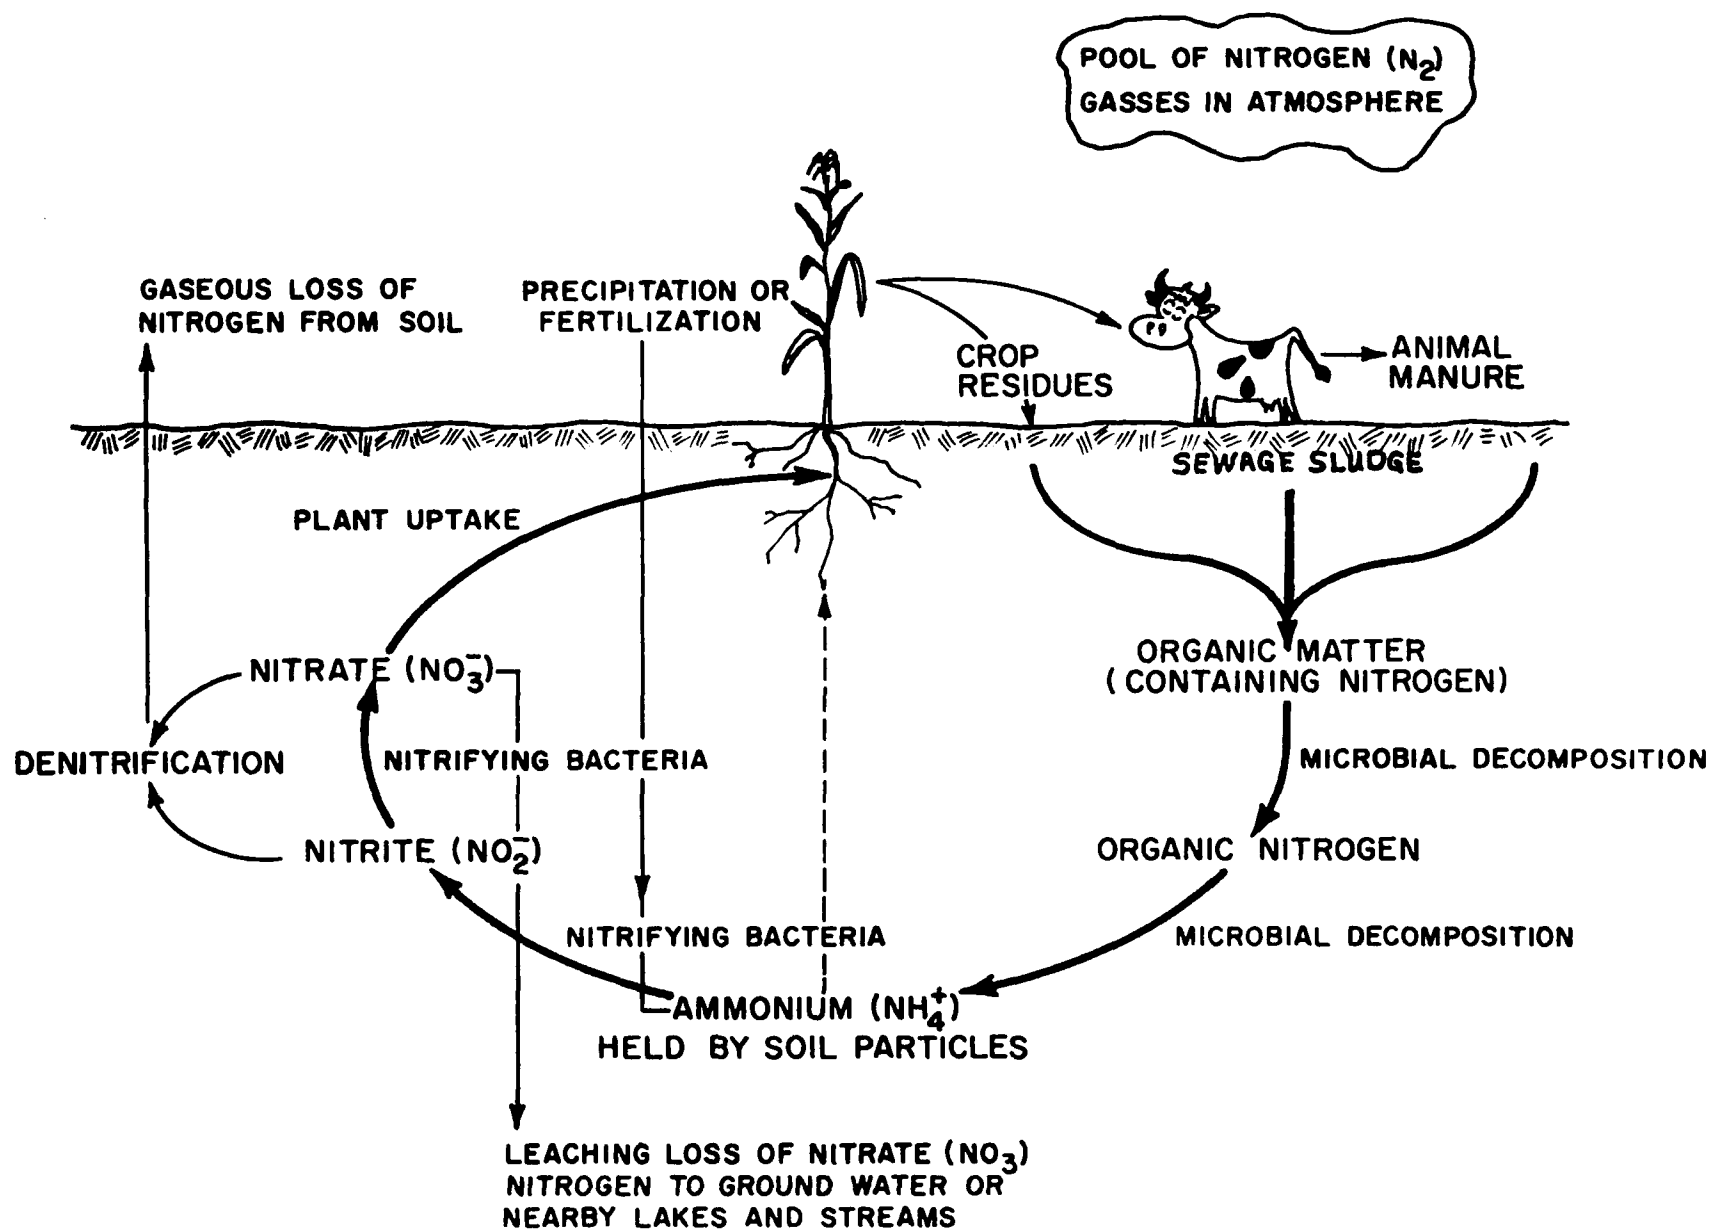 POOL OF NITROGEN (N2)
GASSES IN ATMOSPHERE
GASEOUS LOSS OF
NITROGEN FROM SOIL
PRECIPITATION OR
FERTILIZATION
CROP
RESIDUES
ANIMAL
MANURE
SEWAGE SLUDGE
PLANT UPTAKE
NITRATE (NO3-)
ORGANIC MATTER
(CONTAINING NITROGEN)
DENITRIFICATION
NITRIFYING BACTERIA
MICROBIAL DECOMPOSITION
NITRITE (NO2-)
ORGANIC NITROGEN
NITRIFYING BACTERIA
MICROBIAL DECOMPOSITION
AMMONIUM (NH4+)
HELD BY SOIL PARTICLES
LEACHING LOSS OF NITRATE (NO3)
NITROGEN TO GROUND WATER OR
NEARBY LAKES AND STREAMS